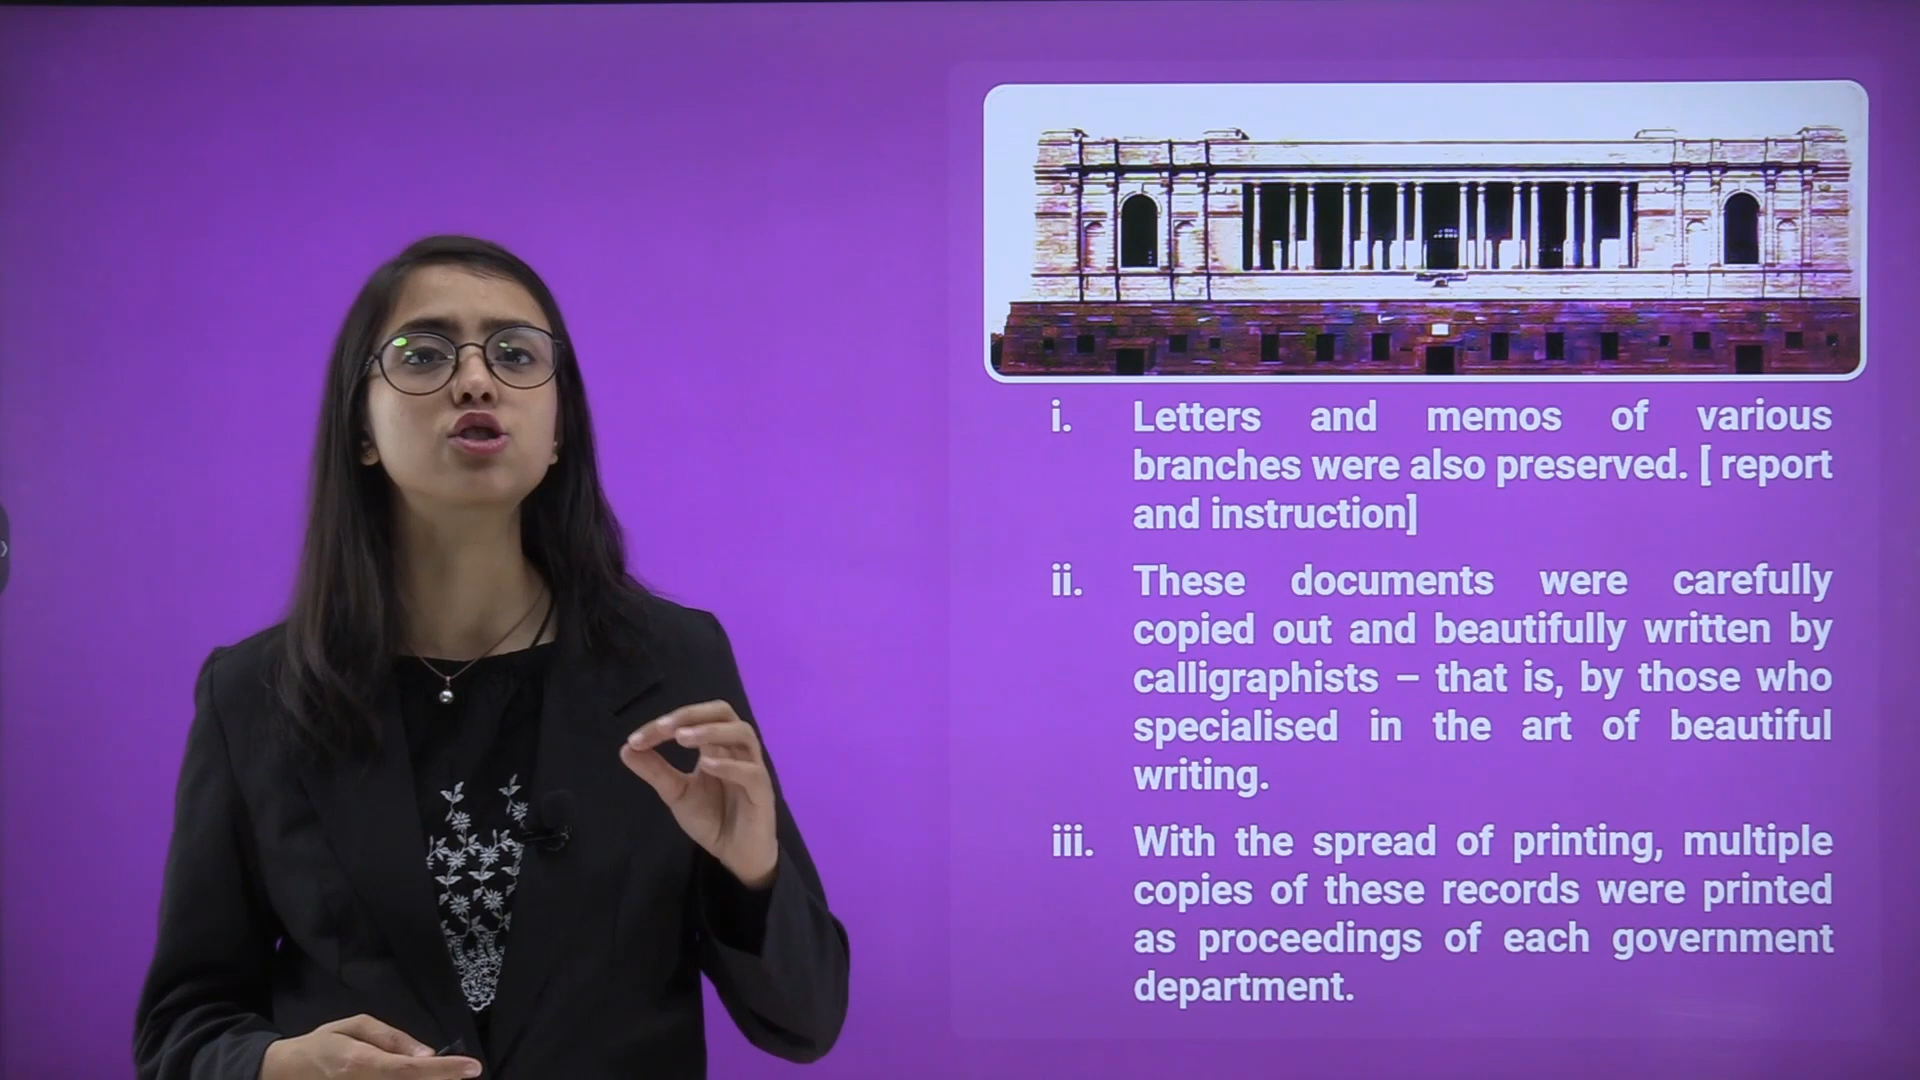 i. Letters and memos of various
branches were also preserved. [ report
and instruction]
ii. These documents were carefully
copied out and beautifully written by
calligraphists – that is, by those who
specialised in the art of beautiful
writing.
iii. With the spread of printing, multiple
copies of these records were printed
as proceedings of each government
department.